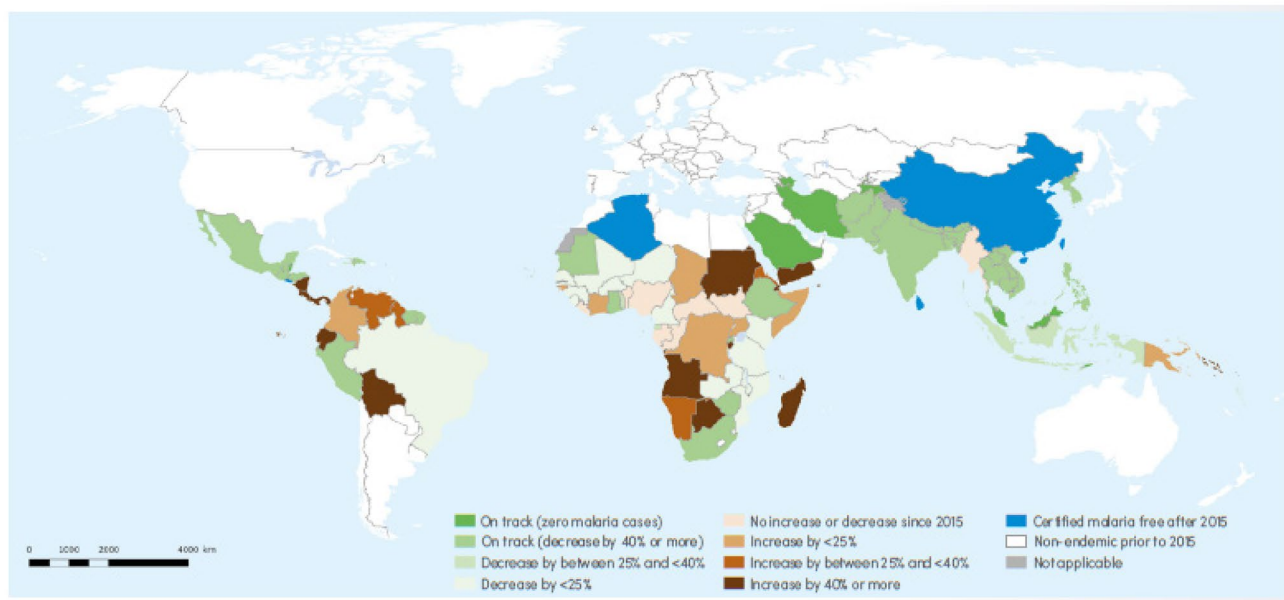 On track (zero malaria cases)
On track (decrease by 40% or more)
Decrease by between 25% and <40%
Decrease by <25%
No increase or decrease since 2015
Increase by <25%
Increase by between 25% and <40%
Increase by 40% or more
Certified malaria free after 2015
Non-endemic prior to 2015
Not applicable
0 1000 2000 4000 km